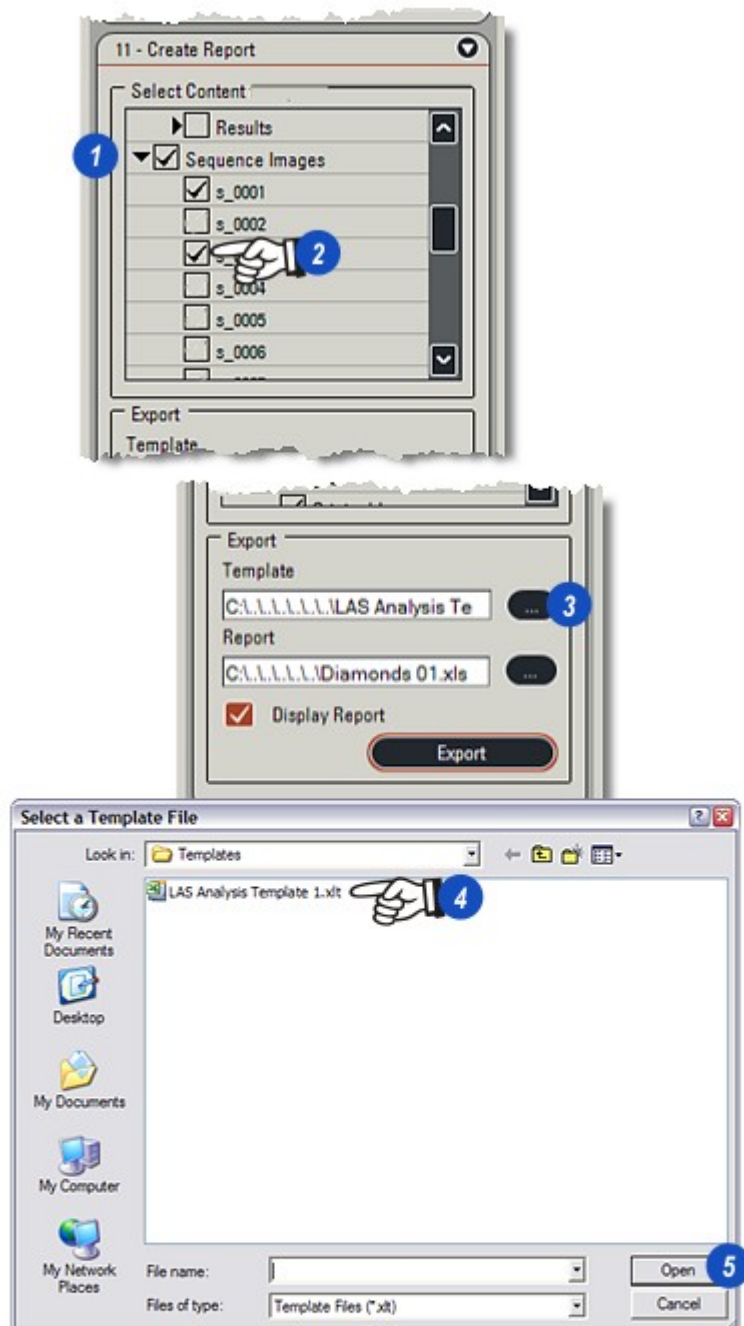 11 - Create Report
Select Content
Results
1
Sequence Images
s_0001
s_0002
2
s_0004
s_0005
s_0006
Export
Template
Export
Template
C:\..\..\..\..\..\..\LAS Analysis Te
... 3
Report
C:\..\..\..\..\..\Diamonds 01.xls
...
Display Report
Export
Select a Template File
Look in: Templates
LAS Analysis Template 1.xlt
4
My Recent
Documents
Desktop
My Documents
My Computer
My Network
Places
File name:
Open 5
Files of type: Template Files (*.xlt)
Cancel